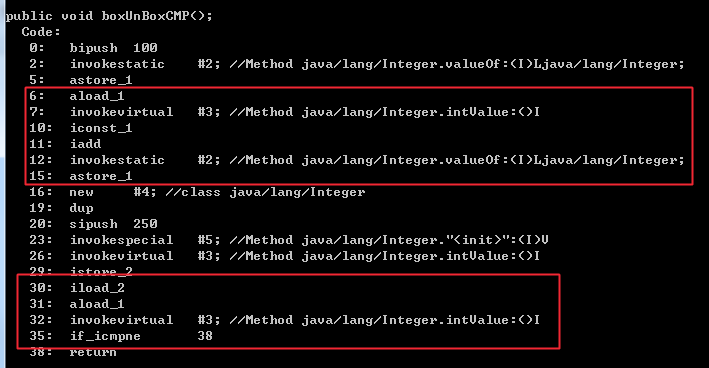 public void boxUnBoxCMP();
Code:
0: bipush 100
2: invokestatic #2; //Method java/lang/Integer.valueOf:(I)Ljava/lang/Integer;
5: astore_1
6: aload_1
7: invokevirtual #3; //Method java/lang/Integer.intValue:()I
10: iconst_1
11: iadd
12: invokestatic #2; //Method java/lang/Integer.valueOf:(I)Ljava/lang/Integer;
15: astore_1
16: new #4; //class java/lang/Integer
19: dup
20: sipush 250
23: invokespecial #5; //Method java/lang/Integer."<init>":(I)V
26: invokevirtual #3; //Method java/lang/Integer.intValue:()I
29: istore_2
30: iload_2
31: aload_1
32: invokevirtual #3; //Method java/lang/Integer.intValue:()I
35: if_icmpne 38
38: return